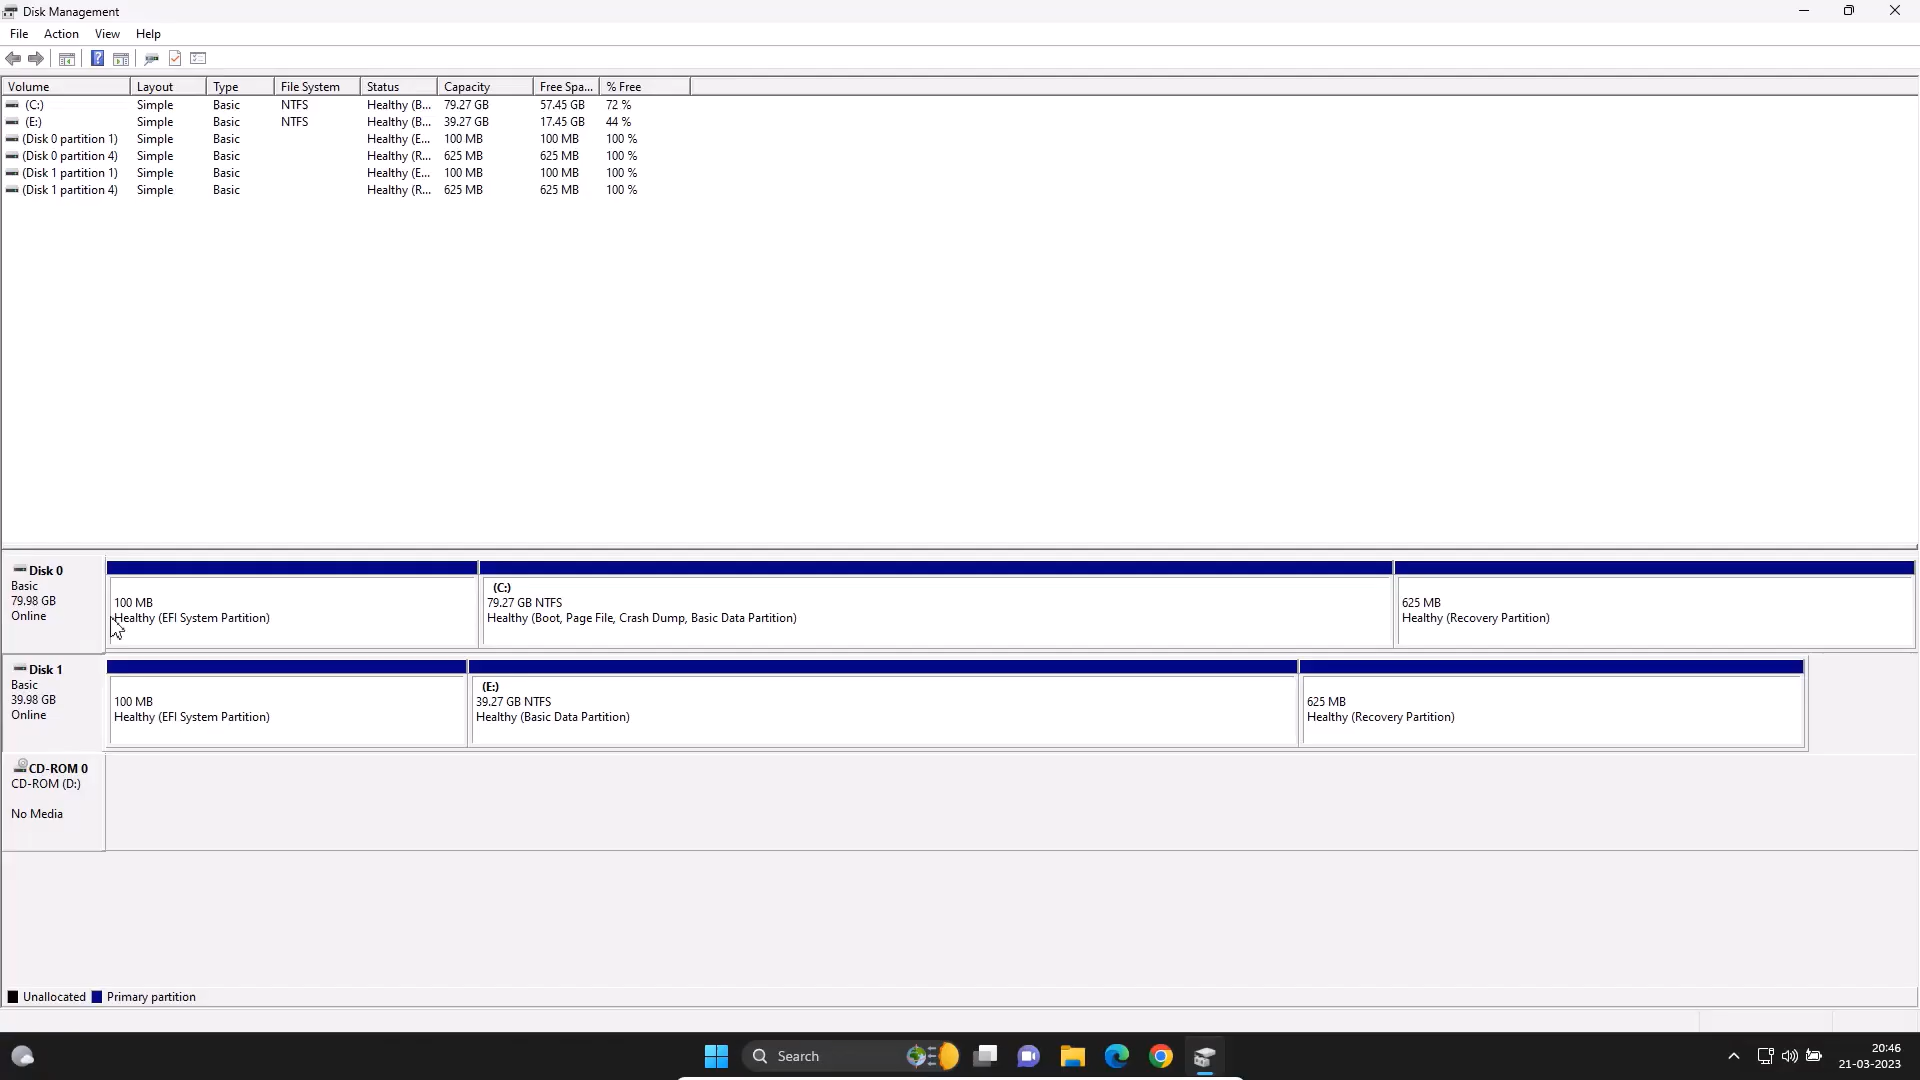 Disk Management
File Action View Help
Volume Layout Type File System Status Capacity Free Spa... % Free
(C:) Simple Basic NTFS Healthy (B... 79.27 GB 57.45 GB 72 %
(E:) Simple Basic NTFS Healthy (B... 39.27 GB 17.45 GB 44 %
(Disk 0 partition 1) Simple Basic Healthy (E... 100 MB 100 MB 100 %
(Disk 0 partition 4) Simple Basic Healthy (R... 625 MB 625 MB 100 %
(Disk 1 partition 1) Simple Basic Healthy (E... 100 MB 100 MB 100 %
(Disk 1 partition 4) Simple Basic Healthy (R... 625 MB 625 MB 100 %
Disk 0
Basic
79.98 GB
Online
100 MB
Healthy (EFI System Partition)
(C:)
79.27 GB NTFS
Healthy (Boot, Page File, Crash Dump, Basic Data Partition)
625 MB
Healthy (Recovery Partition)
Disk 1
Basic
39.98 GB
Online
100 MB
Healthy (EFI System Partition)
(E:)
39.27 GB NTFS
Healthy (Basic Data Partition)
625 MB
Healthy (Recovery Partition)
CD-ROM 0
CD-ROM (D:)
No Media
Unallocated Primary partition
Search
20:46
21-03-2023